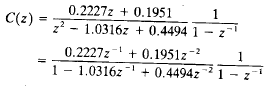 C(z) = \frac{0.2227z + 0.1951}{z^2 - 1.0316z + 0.4494} \frac{1}{1 - z^{-1}}
= \frac{0.2227z^{-1} + 0.1951z^{-2}}{1 - 1.0316z^{-1} + 0.4494z^{-2}} \frac{1}{1 - z^{-1}}